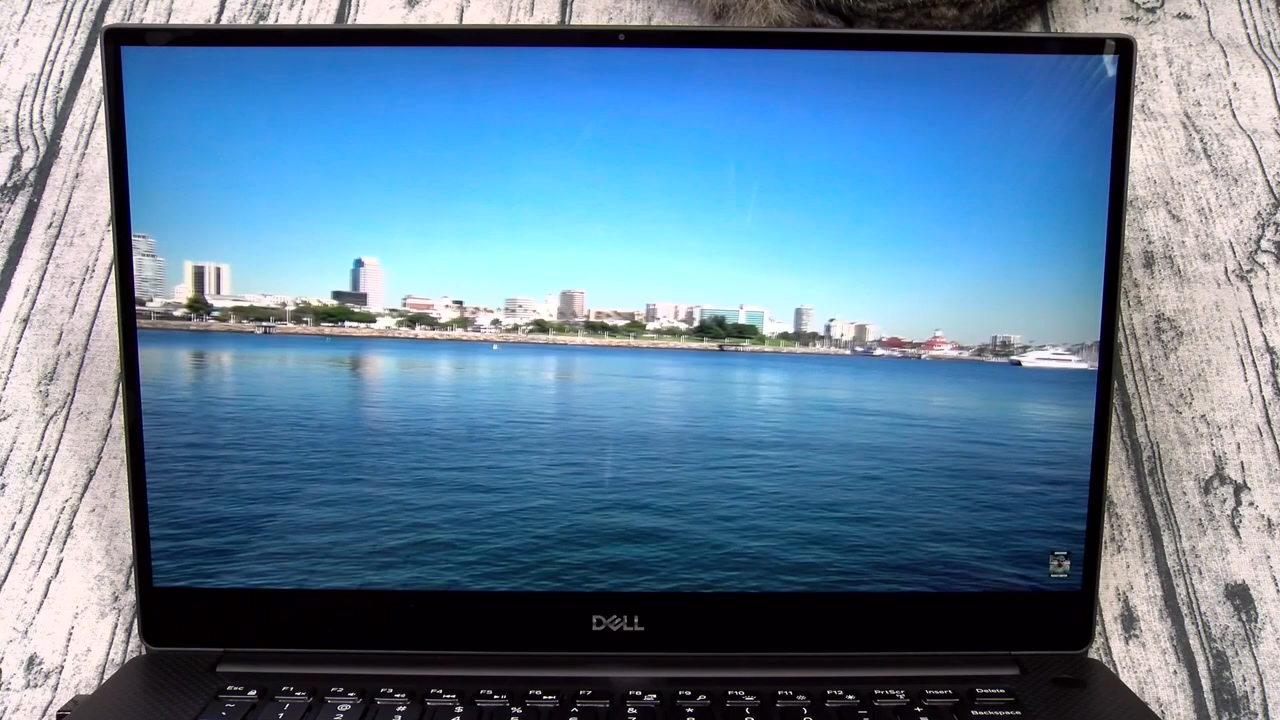 DELL
Esc F1 F2 F3 F4 F5 F6 F7 F8 F9 F10 F11 F12 PrtScr Insert Delete
~ ! @ # $ % ^ & * ( ) _ + Backspace